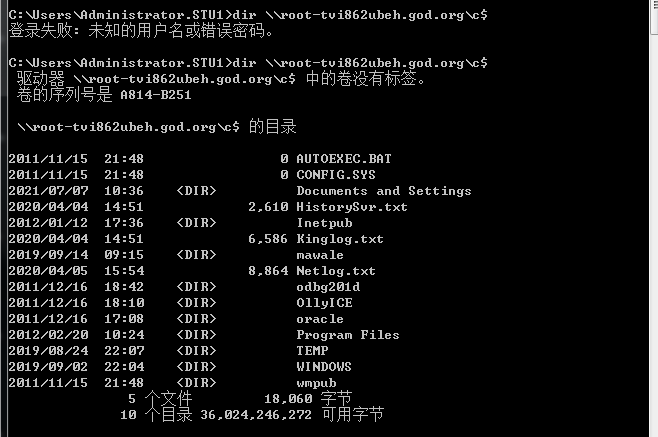 C:\Users\Administrator.STU1>dir \\root-tvi862ubeh.god.org\c$
登录失败: 未知的用户名或错误密码。
C:\Users\Administrator.STU1>dir \\root-tvi862ubeh.god.org\c$
驱动器 \\root-tvi862ubeh.god.org\c$ 中的卷没有标签。
卷的序列号是 A814-B251
\\root-tvi862ubeh.god.org\c$ 的目录
2011/11/15  21:48                 0 AUTOEXEC.BAT
2011/11/15  21:48                 0 CONFIG.SYS
2021/07/07  10:36    <DIR>          Documents and Settings
2020/04/04  14:51             2,610 HistorySvr.txt
2012/01/12  17:36    <DIR>          Inetpub
2020/04/04  14:51             6,586 Kinglog.txt
2019/09/14  09:15    <DIR>          mawale
2020/04/05  15:54             8,864 Netlog.txt
2011/12/16  18:42    <DIR>          odbg201d
2011/12/16  18:10    <DIR>          OllyICE
2011/12/16  17:08    <DIR>          oracle
2012/02/20  10:24    <DIR>          Program Files
2019/08/24  22:07    <DIR>          TEMP
2019/09/02  22:04    <DIR>          WINDOWS
2011/11/15  21:48    <DIR>          wmpub
5 个文件         18,060 字节
10 个目录 36,024,246,272 可用字节